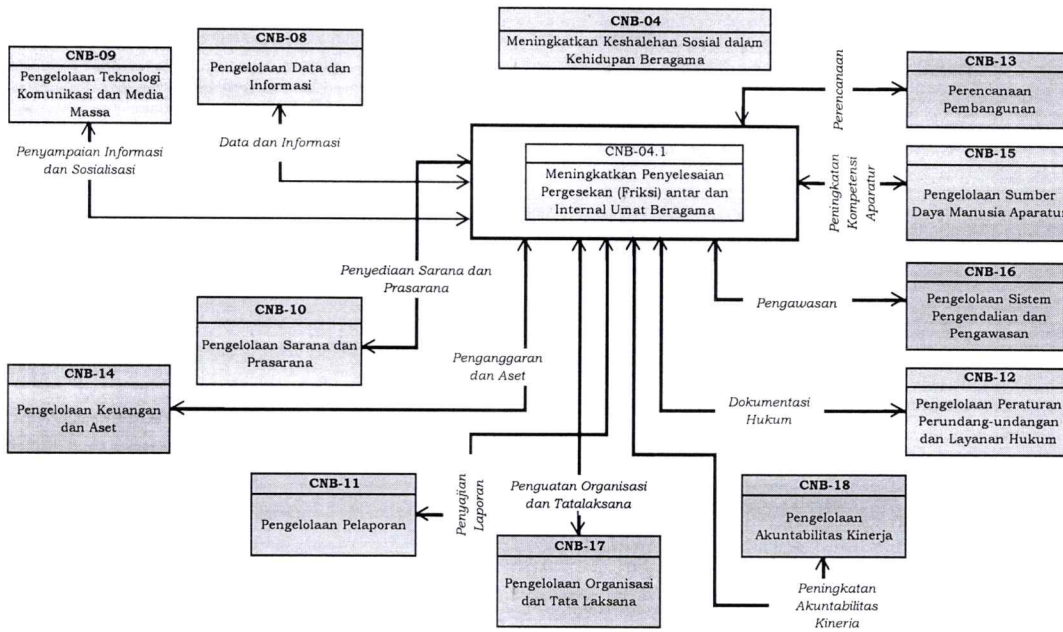 CNB-04
Meningkatkan Keshalehan Sosial dalam
Kehidupan Beragama
CNB-09
Pengelolaan Teknologi
Komunikasi dan Media
Massa
CNB-08
Pengelolaan Data dan
Informasi
CNB-13
Perencanaan
Pembangunan
Perencanaan
Penyampaian Informasi
dan Sosialisasi
Data dan Informasi
CNB-04.1
Meningkatkan Penyelesaian
Pergesekan (Friksi) antar dan
Internal Umat Beragama
Peningkatan
Kompetensi
Aparatur
CNB-15
Pengelolaan Sumber
Daya Manusia Aparatur
Penyediaan Sarana dan
Prasarana
CNB-10
Pengelolaan Sarana dan
Prasarana
Pengawasan
CNB-16
Pengelolaan Sistem
Pengendalian dan
Pengawasan
CNB-14
Pengelolaan Keuangan
dan Aset
Penganggaran
dan Aset
Dokumentasi
Hukum
CNB-12
Pengelolaan Peraturan
Perundang-undangan
dan Layanan Hukum
CNB-11
Pengelolaan Pelaporan
Penyajian
Laporan
Penguatan Organisasi
dan Tatalaksana
CNB-17
Pengelolaan Organisasi
dan Tata Laksana
CNB-18
Pengelolaan
Akuntabilitas Kinerja
Peningkatan
Akuntabilitas
Kinerja